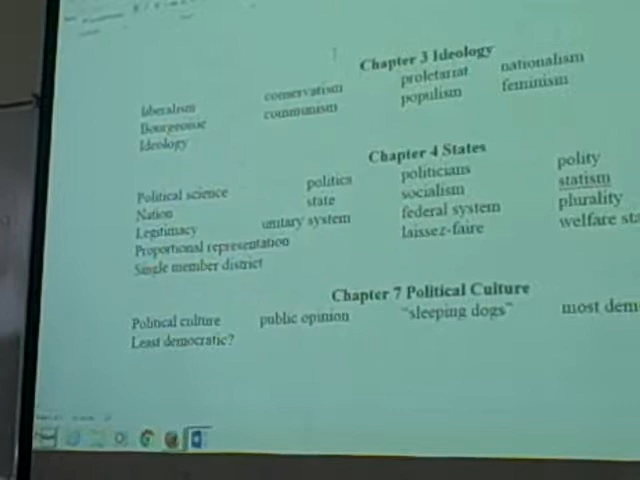 Chapter 3 Ideology
liberalism conservatism proletariat nationalism
Bourgeoisie communism populism feminism
Ideology
Chapter 4 States
Political science politics politicians polity
Nation state socialism statism
Legitimacy unitary system federal system plurality
Proportional representation laissez-faire welfare sta
Single member district
Chapter 7 Political Culture
Political culture public opinion "sleeping dogs" most dem
Least democratic?